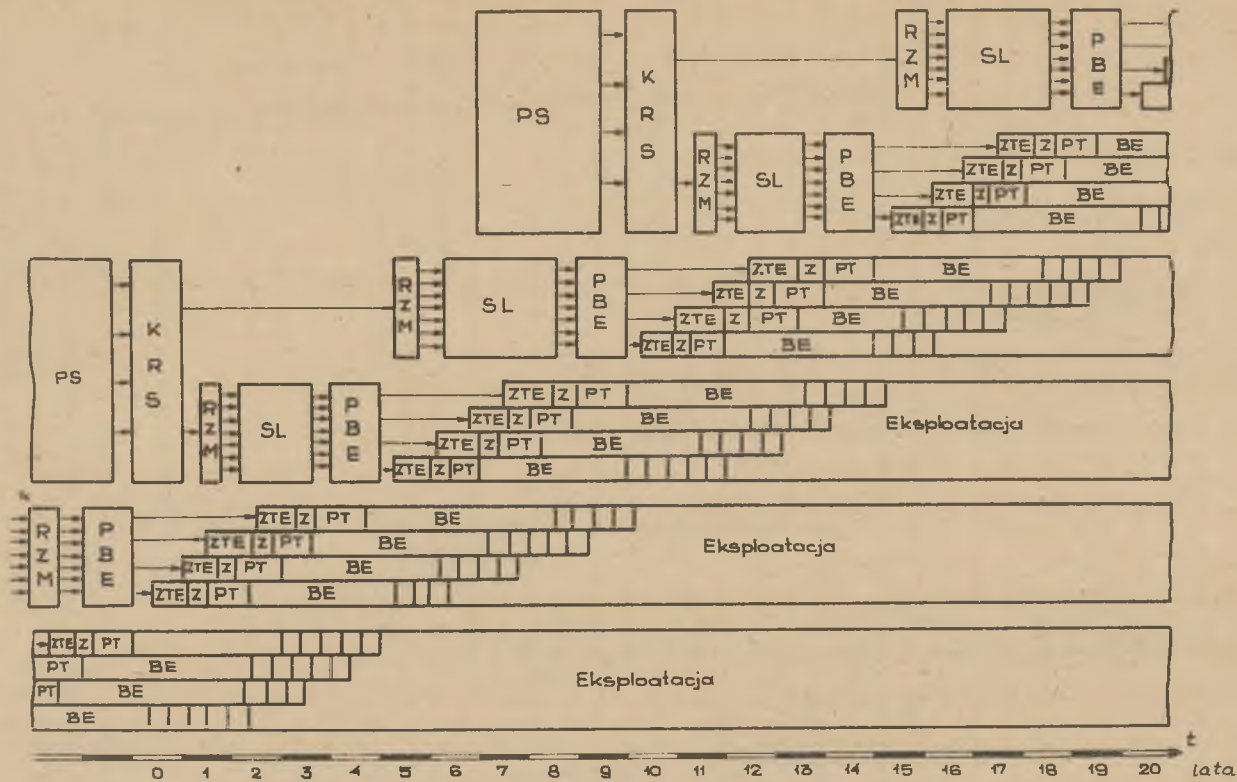 PS
K R S
R Z M
SL
P B E
R Z M
SL
P B E
ZTE Z PT BE
ZTE Z PT BE
ZTE Z PT BE
ZTE Z PT BE
PS
K R S
R Z M
SL
P B E
ZTE Z PT BE
ZTE Z PT BE
ZTE Z PT BE
ZTE Z PT BE
R Z M
SL
P B E
ZTE Z PT BE
ZTE Z PT BE
ZTE Z PT BE
ZTE Z PT BE
Eksploatacja
R Z M
P B E
ZTE Z PT BE
ZTE Z PT BE
ZTE Z PT BE
ZTE Z PT BE
Eksploatacja
ZTE Z PT
PT BE
PT BE
BE
Eksploatacja
t
0 1 2 3 4 5 6 7 8 9 10 11 12 13 14 15 16 17 18 19 20 lata